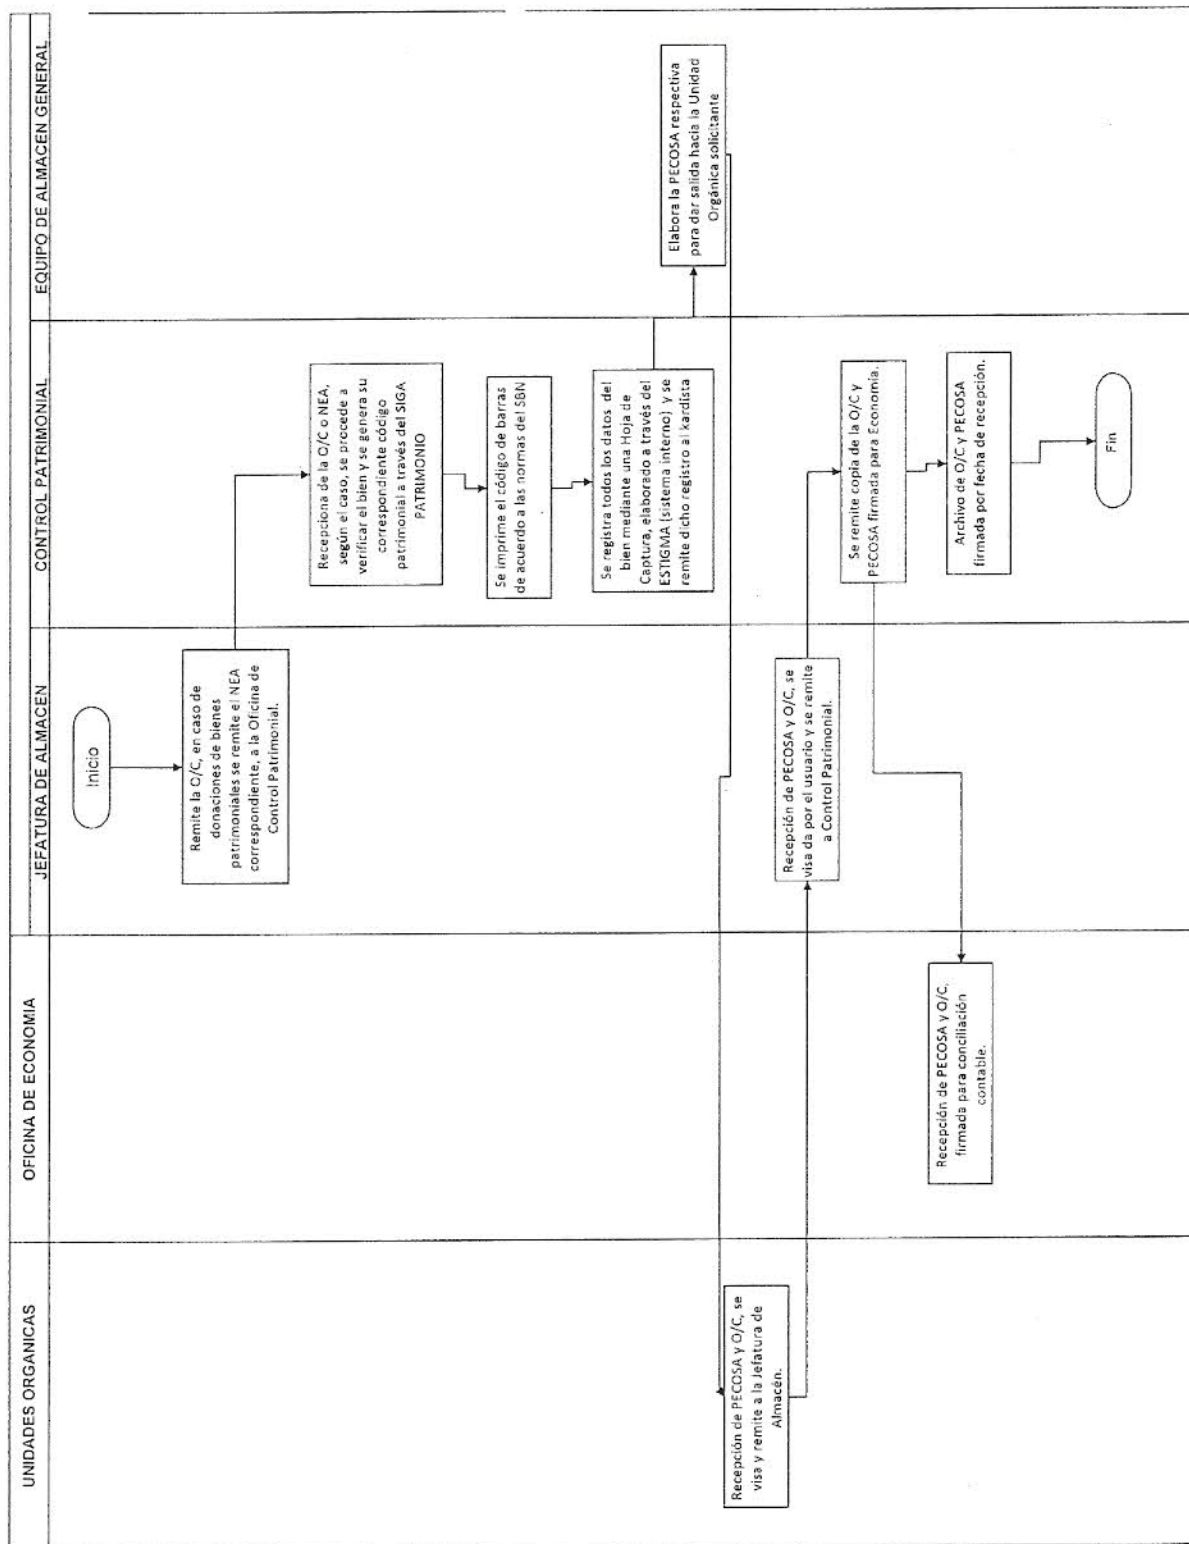 UNIDADES ORGANICAS
OFICINA DE ECONOMIA
JEFATURA DE ALMACEN
CONTROL PATRIMONIAL
EQUIPO DE ALMACEN GENERAL
Inicio
Remite la O/C, en caso de
donaciones de bienes
patrimoniales se remite el NEA
correspondiente, a la Oficina de
Control Patrimonial.
Recepciona de la O/C o NEA,
según el caso, se procede a
verificar el bien y se genera su
correspondiente código
patrimonial a través del SIGA
PATRIMONIO
Se imprime el código de barras
de acuerdo a las normas del SBN
Se registra todos los datos del
bien mediante una Hoja de
Captura, elaborado a través del
ESTIGMA (sistema interno) y se
remite dicho registro al kardista
Elabora la PECOSA respectiva
para dar salida hacia la Unidad
Orgánica solicitante
Recepción de PECOSA y O/C, se
visa y remite a la Jefatura de
Almacén.
Recepción de PECOSA y O/C, se
visa da por el usuario y se remite
a Control Patrimonial.
Se remite copia de la O/C y
PECOSA firmada para Economía.
Recepción de PECOSA y O/C,
firmada para conciliación
contable.
Archivo de O/C y PECOSA
firmada por fecha de recepción.
Fin